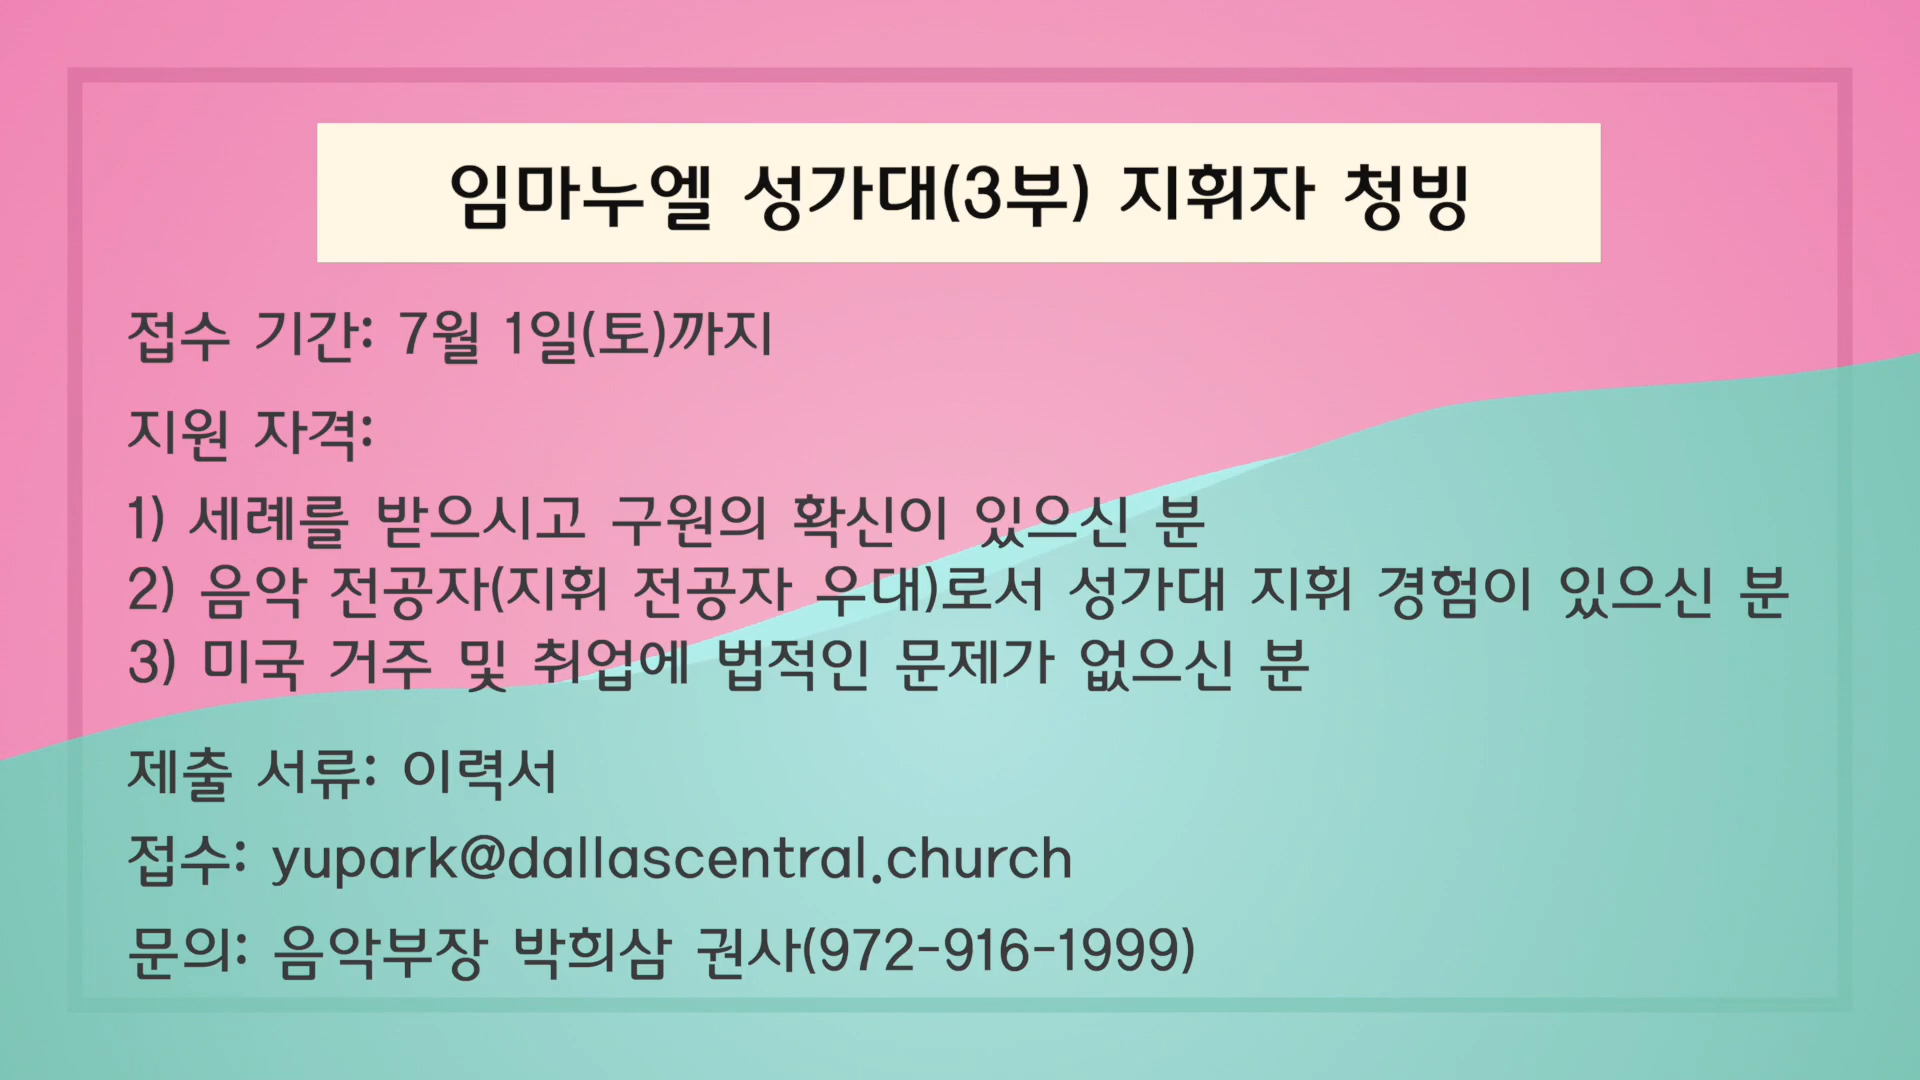 임마누엘 성가대(3부) 지휘자 청빙
접수 기간: 7월 1일(토)까지
지원 자격:
1) 세례를 받으시고 구원의 확신이 있으신 분
2) 음악 전공자(지휘 전공자 우대)로서 성가대 지휘 경험이 있으신 분
3) 미국 거주 및 취업에 법적인 문제가 없으신 분
제출 서류: 이력서
접수: yupark@dallascentral.church
문의: 음악부장 박희삼 권사(972-916-1999)